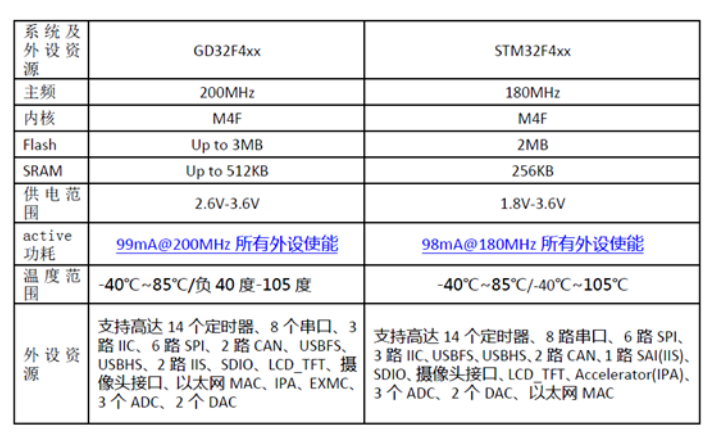 系统及
外设资
源
GD32F4xx
STM32F4xx
主频
200MHz
180MHz
内核
M4F
M4F
Flash
Up to 3MB
2MB
SRAM
Up to 512KB
256KB
供电范
围
2.6V-3.6V
1.8V-3.6V
active
功耗
99mA@200MHz 所有外设使能
98mA@180MHz 所有外设使能
温度范
围
-40℃~85℃/负 40 度-105 度
-40℃~85℃/-40℃~105℃
外设资
源
支持高达 14 个定时器、8 个串口、3
路 IIC、6 路 SPI、2 路 CAN、USBFS、
USBHS、2 路 IIS、SDIO、LCD_TFT、摄
像头接口、以太网 MAC、IPA、EXMC、
3 个 ADC、2 个 DAC
支持高达 14 个定时器、8 路串口、6 路 SPI、
3 路 IIC、USBFS、USBHS、2 路 CAN、1 路 SAI(IIS)、
SDIO、摄像头接口、LCD_TFT、Accelerator(IPA)、
3 个 ADC、2 个 DAC、以太网 MAC